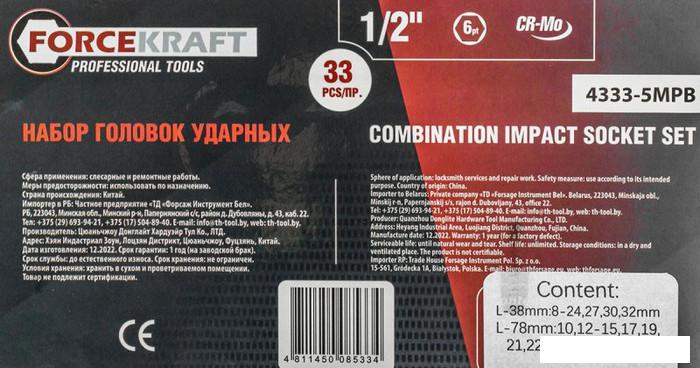 FORCEKRAFT
PROFESSIONAL TOOLS
1/2"
6pt
CR-Mo
33
PCS/ПР.
4333-5MPB
НАБОР ГОЛОВОК УДАРНЫХ
COMBINATION IMPACT SOCKET SET
Сфера применения: слесарные и ремонтные работы.
Меры предосторожности: использовать по назначению.
Страна происхождения: Китай.
Импортер в РБ: Частное предприятие «ТД «Форсаж Инструмент Бел».
РБ, 223043, Минская обл., Минский р-н, Папернянский с/с, район д. Дубовляны, д. 43, каб. 22.
Тел.: +375 (29) 693-94-21, +375 (17) 504-89-40. E-mail: info@th-tool.by, web: th-tool.by
Производитель: Цюаньчжоу Донглайт Хардуэйр Тул Ко., ЛТД.
Адрес: Хэян Индастриал Зоун, Лоцзян Дистрикт, Цюаньчжоу, Фуцзянь, Китай.
Дата изготовления: 12.2022. Срок гарантии: 1 год (на заводской брак).
Срок службы: до естественного износа. Срок хранения: не ограничен.
Условия хранения: хранить в сухом и проветриваемом помещении.
Товар не подлежит сертификации.
Sphere of application: locksmith services and repair work. Safety measure: use according to its intended
purpose. Country of origin: China.
Importer to Belarus: Private company «TD «Forsage Instrument Bel». Belarus, 223043, Minskaja obl.,
Minskij r-n, Papernjanskij s/s, rajon d. Dubovljany, 43, office 22.
Tel: +375 (29) 693-94-21, +375 (17) 504-89-40. E-mail: info@th-tool.by, web: th-tool.by
Producer: Quanzhou Donglite Hardware Tool Manufacturing Co., LTD.
Address: Heyang Industrial Area, Luojiang District, Quanzhou, Fujian, China.
Manufacture date: 12.2022. Warranty: 1 year (for a factory defect).
Serviceable life: until natural wear and tear. Shelf life: unlimited. Storage conditions: in a dry and
ventilated place. The product is not certifiable.
Importer RP: Trade House Forsage Instrument Pol. Sp. z o.o.
15-561, Grodecka 1A, Bialystok, Polska. E-mail: biuro@thforsage.eu, web: thforsage.eu
CE
4 811450 085334
Content:
L-38mm:8-24,27,30,32mm
L-78mm:10,12-15,17,19,
21,22